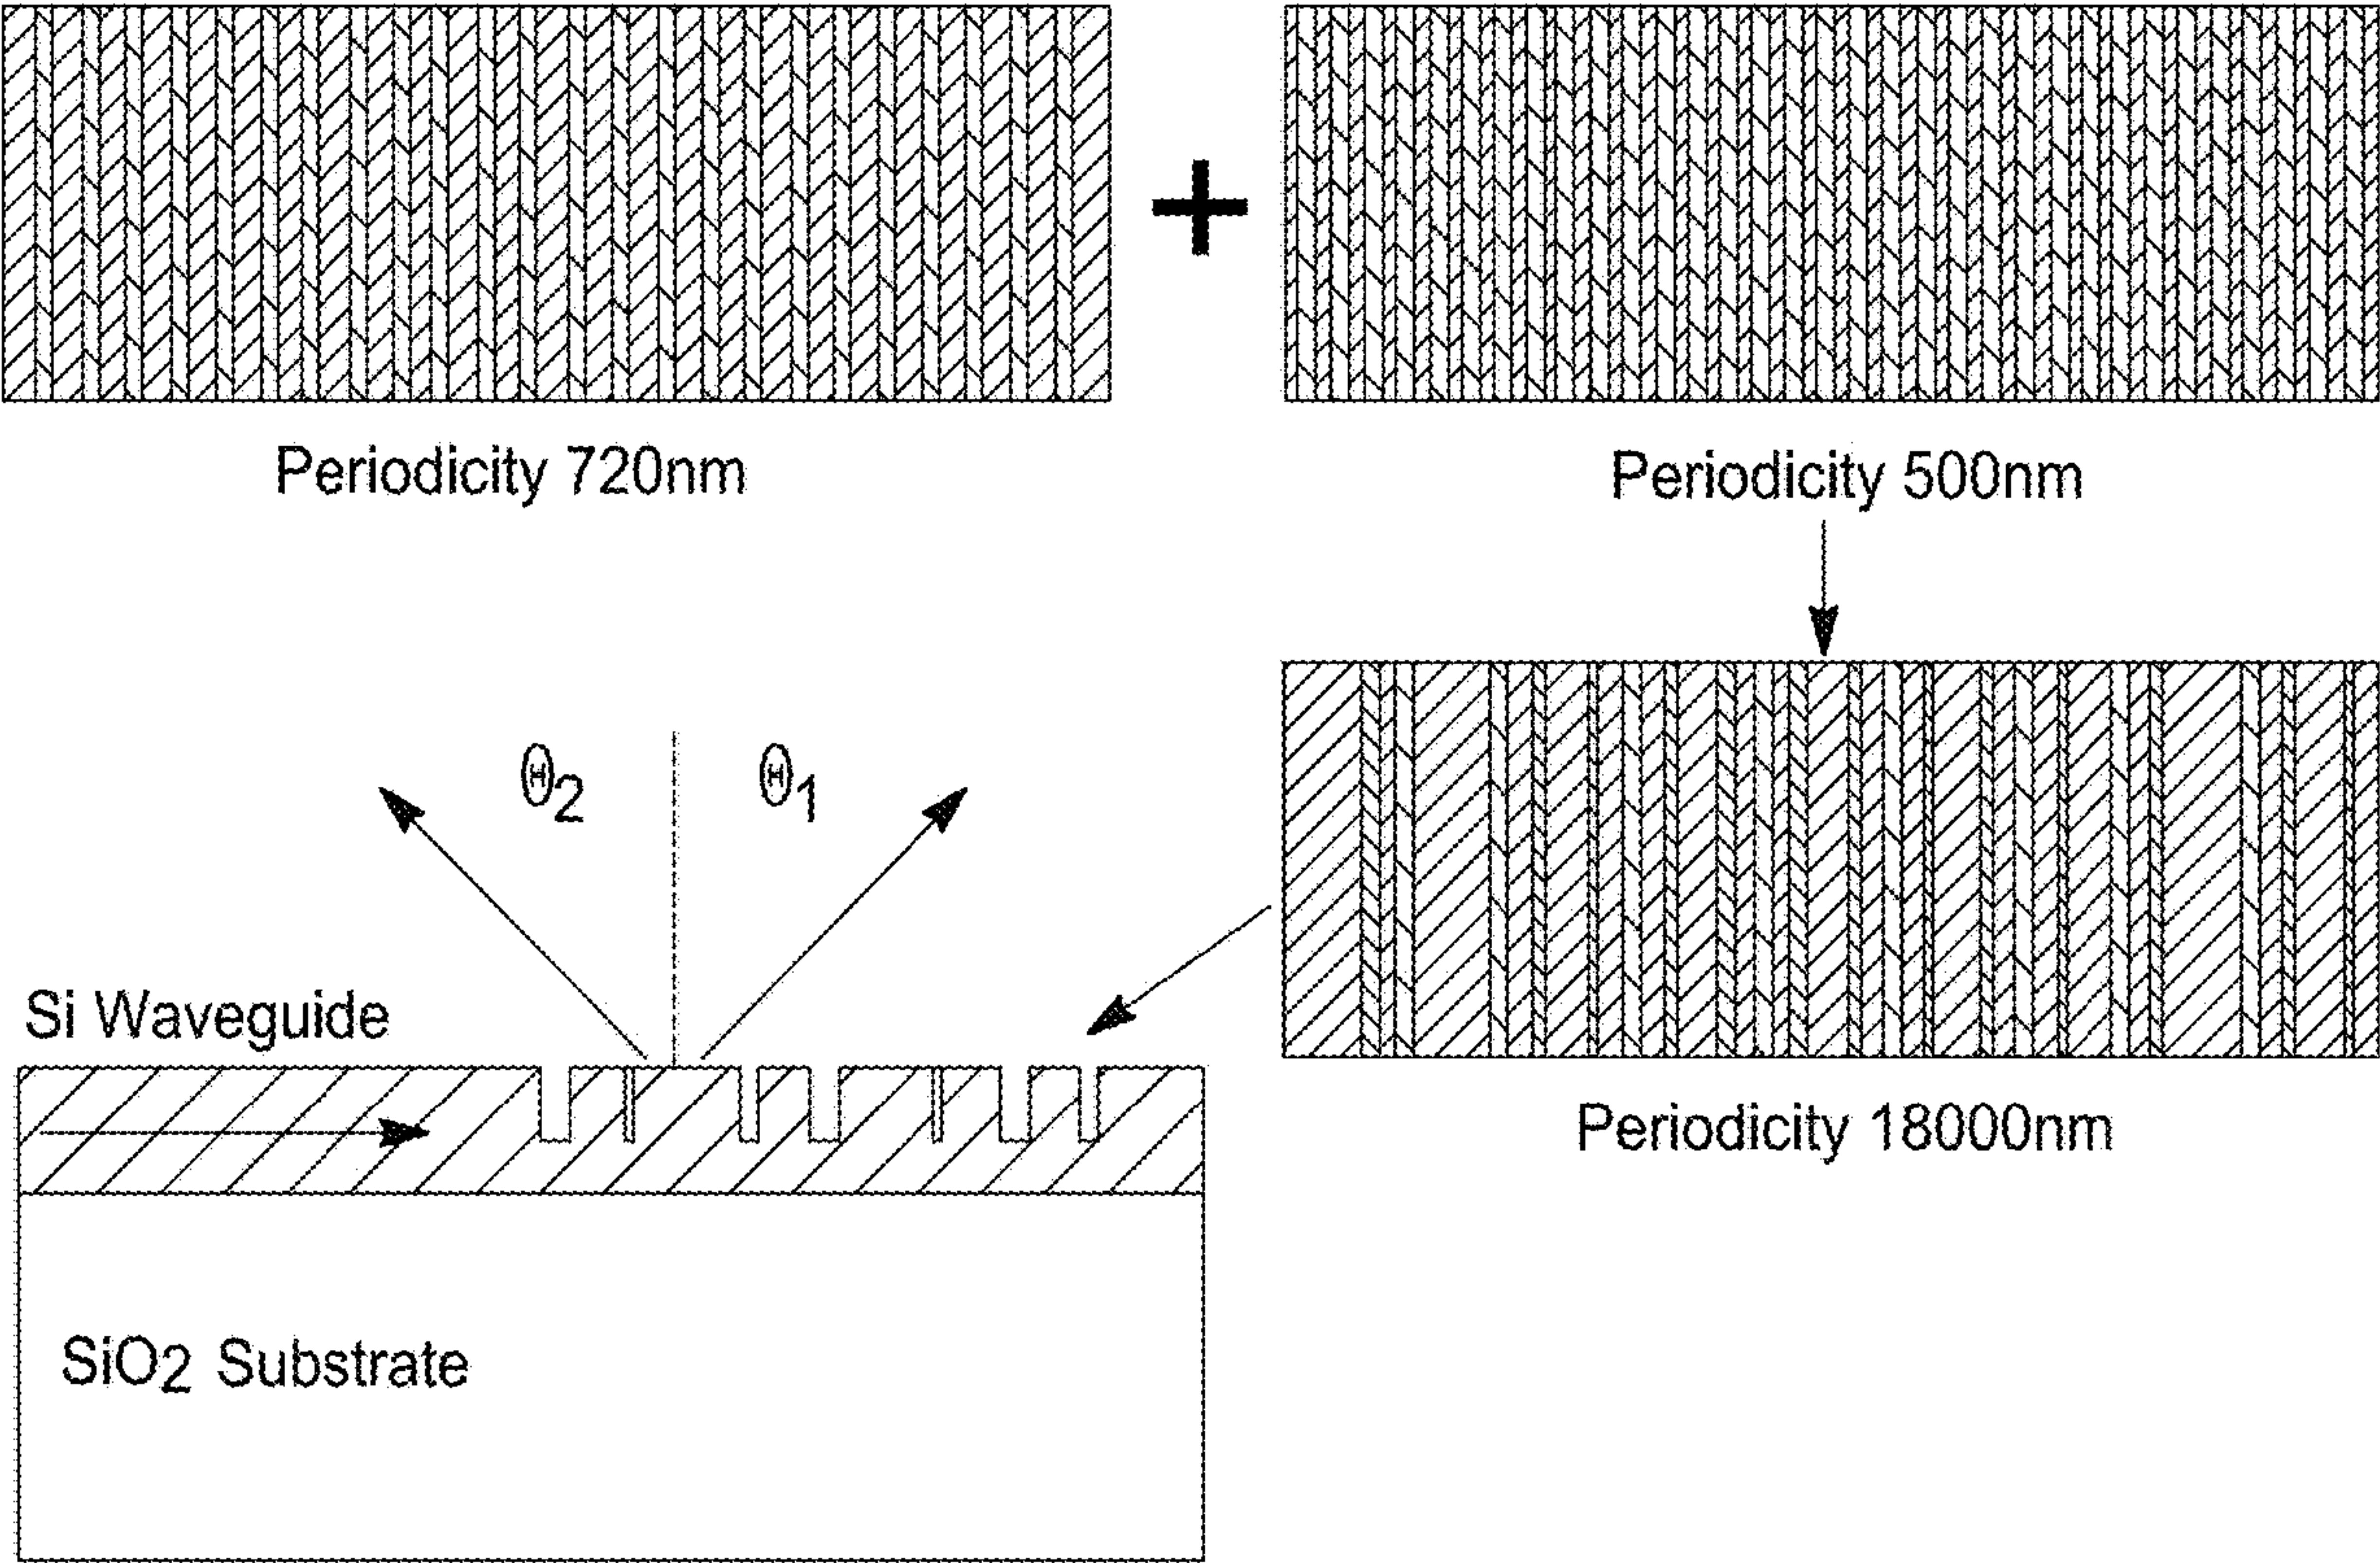 Periodicity 720nm
+
Periodicity 500nm
Θ2
Θ1
Si Waveguide
Periodicity 18000nm
SiO2 Substrate